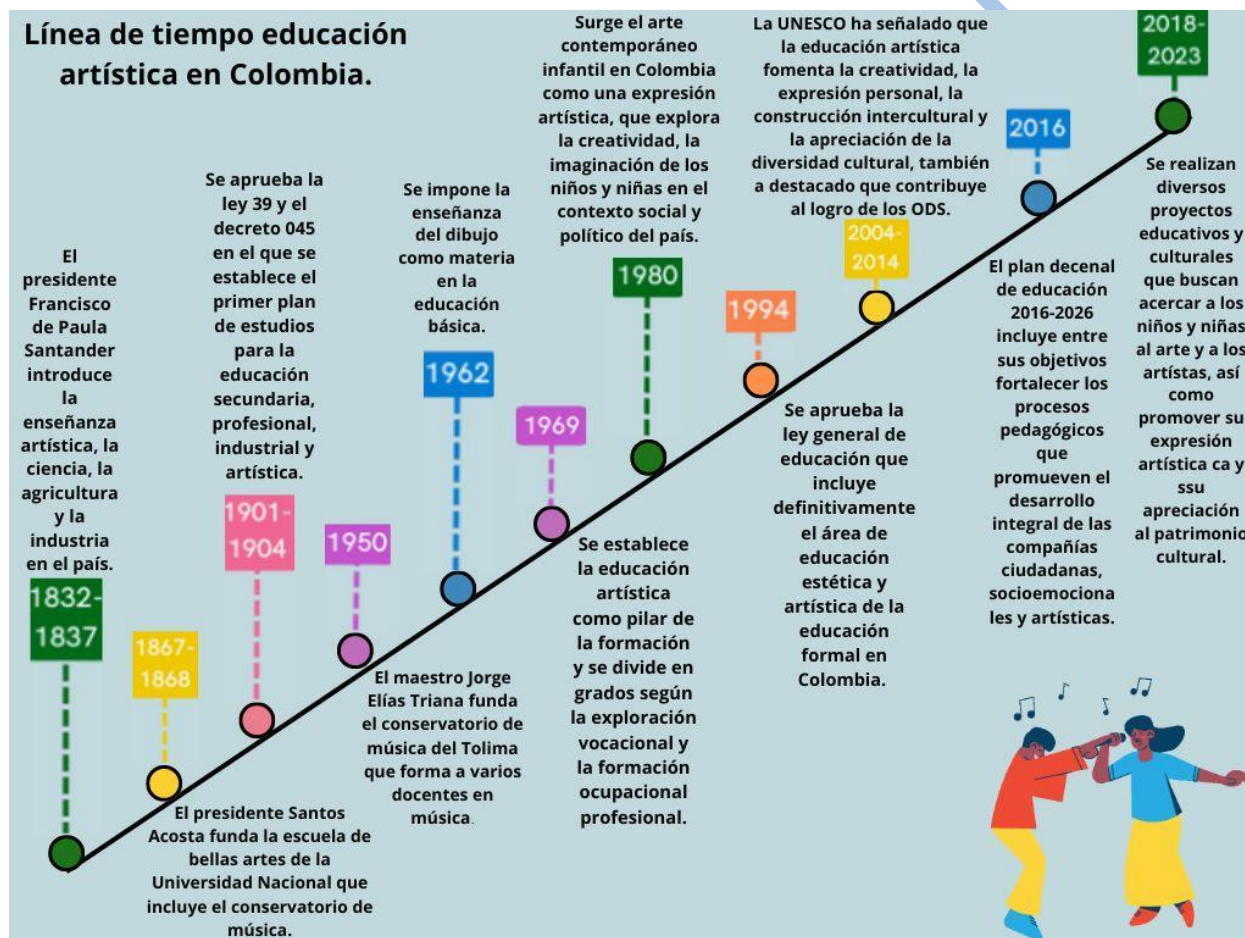 Línea de tiempo educación
artística en Colombia.
El
presidente
Francisco
de Paula
Santander
introduce
la
enseñanza
artística, la
ciencia, la
agricultura
y la
industria
en el país.
1832-
1837
1867-
1868
El presidente Santos
Acosta funda la escuela de
bellas artes de la
Universidad Nacional que
incluye el conservatorio de
música.
Se aprueba la
ley 39 y el
decreto 045
en el que se
establece el
primer plan
de estudios
para la
educación
secundaria,
profesional,
industrial y
artística.
1901-
1904
1950
El maestro Jorge
Elías Triana funda
el conservatorio de
música del Tolima
que forma a varios
docentes en
música.
Se impone la
enseñanza
del dibujo
como materia
en la
educación
básica.
1962
1969
Se establece
la educación
artística
como pilar de
la formación
y se divide en
grados según
la exploración
vocacional y
la formación
ocupacional
profesional.
Surge el arte
contemporáneo
infantil en Colombia
como una expresión
artística, que explora
la creatividad, la
imaginación de los
niños y niñas en el
contexto social y
político del país.
1980
1994
Se aprueba la
ley general de
educación que
incluye
definitivamente
el área de
educación
estética y
artística de la
educación
formal en
Colombia.
La UNESCO ha señalado que
la educación artística
fomenta la creatividad, la
expresión personal, la
construcción intercultural y
la apreciación de la
diversidad cultural, también
a destacado que contribuye
al logro de los ODS.
2004-
2014
2016
El plan decenal
de educación
2016-2026
incluye entre
sus objetivos
fortalecer los
procesos
pedagógicos
que
promueven el
desarrollo
integral de las
compañías
ciudadanas,
socioemociona
les y artísticas.
2018-
2023
Se realizan
diversos
proyectos
educativos y
culturales
que buscan
acercar a los
niños y niñas
al arte y a los
artístas, así
como
promover su
expresión
artística ca y
ssu
apreciación
al patrimonio
cultural.